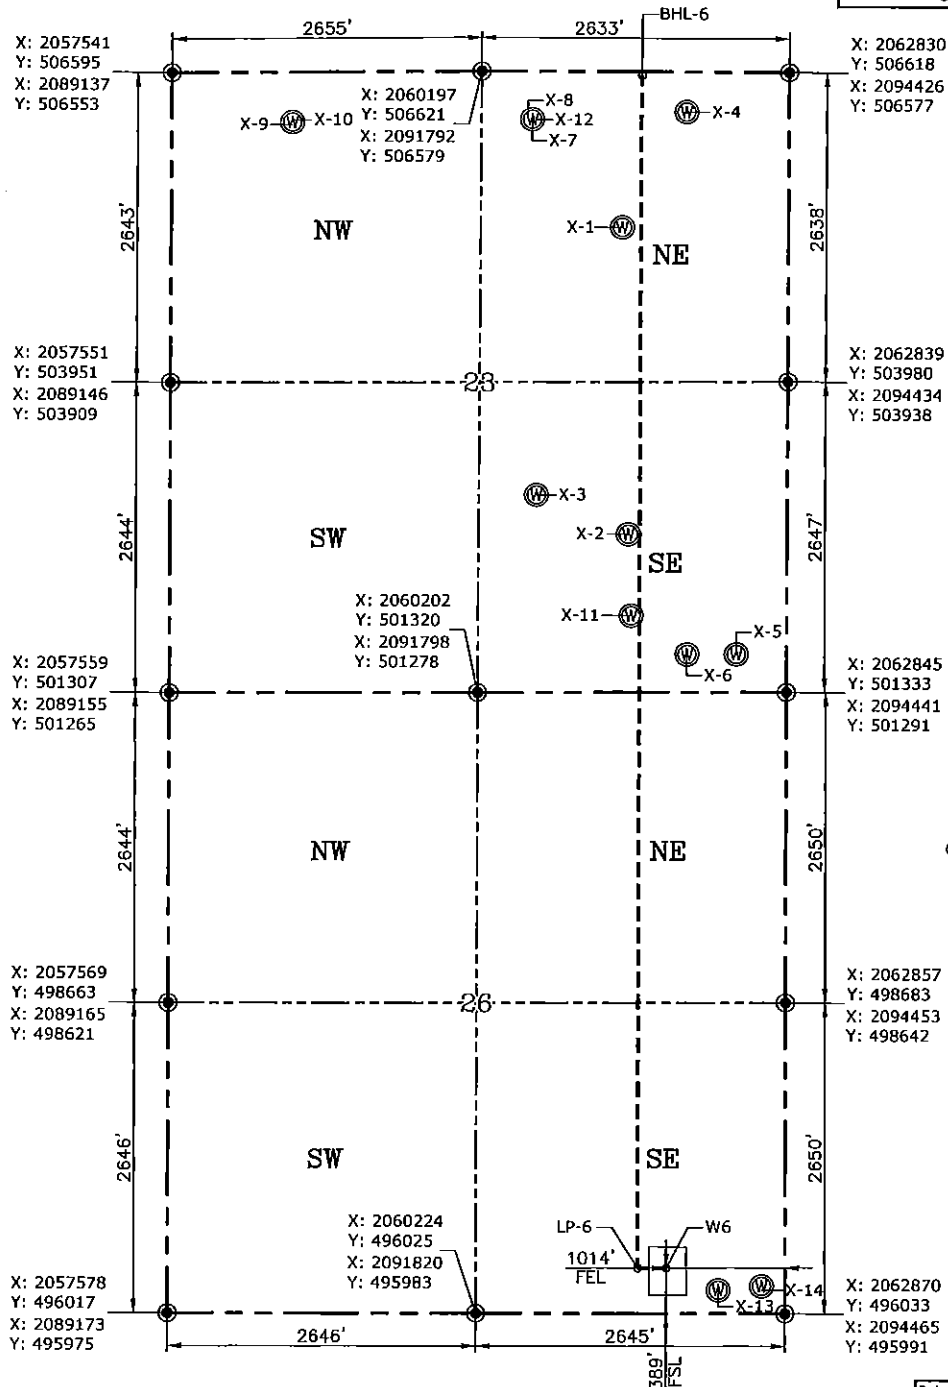 2655'
2633'
BHL-6
X: 2057541
Y: 506595
X: 2089137
Y: 506553
X: 2060197
Y: 506621
X: 2091792
Y: 506579
X: 2062830
Y: 506618
X: 2094426
Y: 506577
X-9
W
X-10
X-8
W
X-12
X-7
W
X-4
2643'
NW
X-1
W
NE
2638'
X: 2057551
Y: 503951
X: 2089146
Y: 503909
23
X: 2062839
Y: 503980
X: 2094434
Y: 503938
W
X-3
2644'
SW
X-2
W
SE
2647'
X: 2060202
Y: 501320
X: 2091798
Y: 501278
X-11
W
W
X-6
W
X-5
X: 2057559
Y: 501307
X: 2089155
Y: 501265
X: 2062845
Y: 501333
X: 2094441
Y: 501291
2644'
NW
NE
2650'
X: 2057569
Y: 498663
X: 2089165
Y: 498621
26
X: 2062857
Y: 498683
X: 2094453
Y: 498642
2646'
SW
SE
2650'
X: 2060224
Y: 496025
X: 2091820
Y: 495983
LP-6
W6
1014'
FEL
W
X-13
W
X-14
X: 2057578
Y: 496017
X: 2089173
Y: 495975
X: 2062870
Y: 496033
X: 2094465
Y: 495991
2646'
2645'
389'
FSL